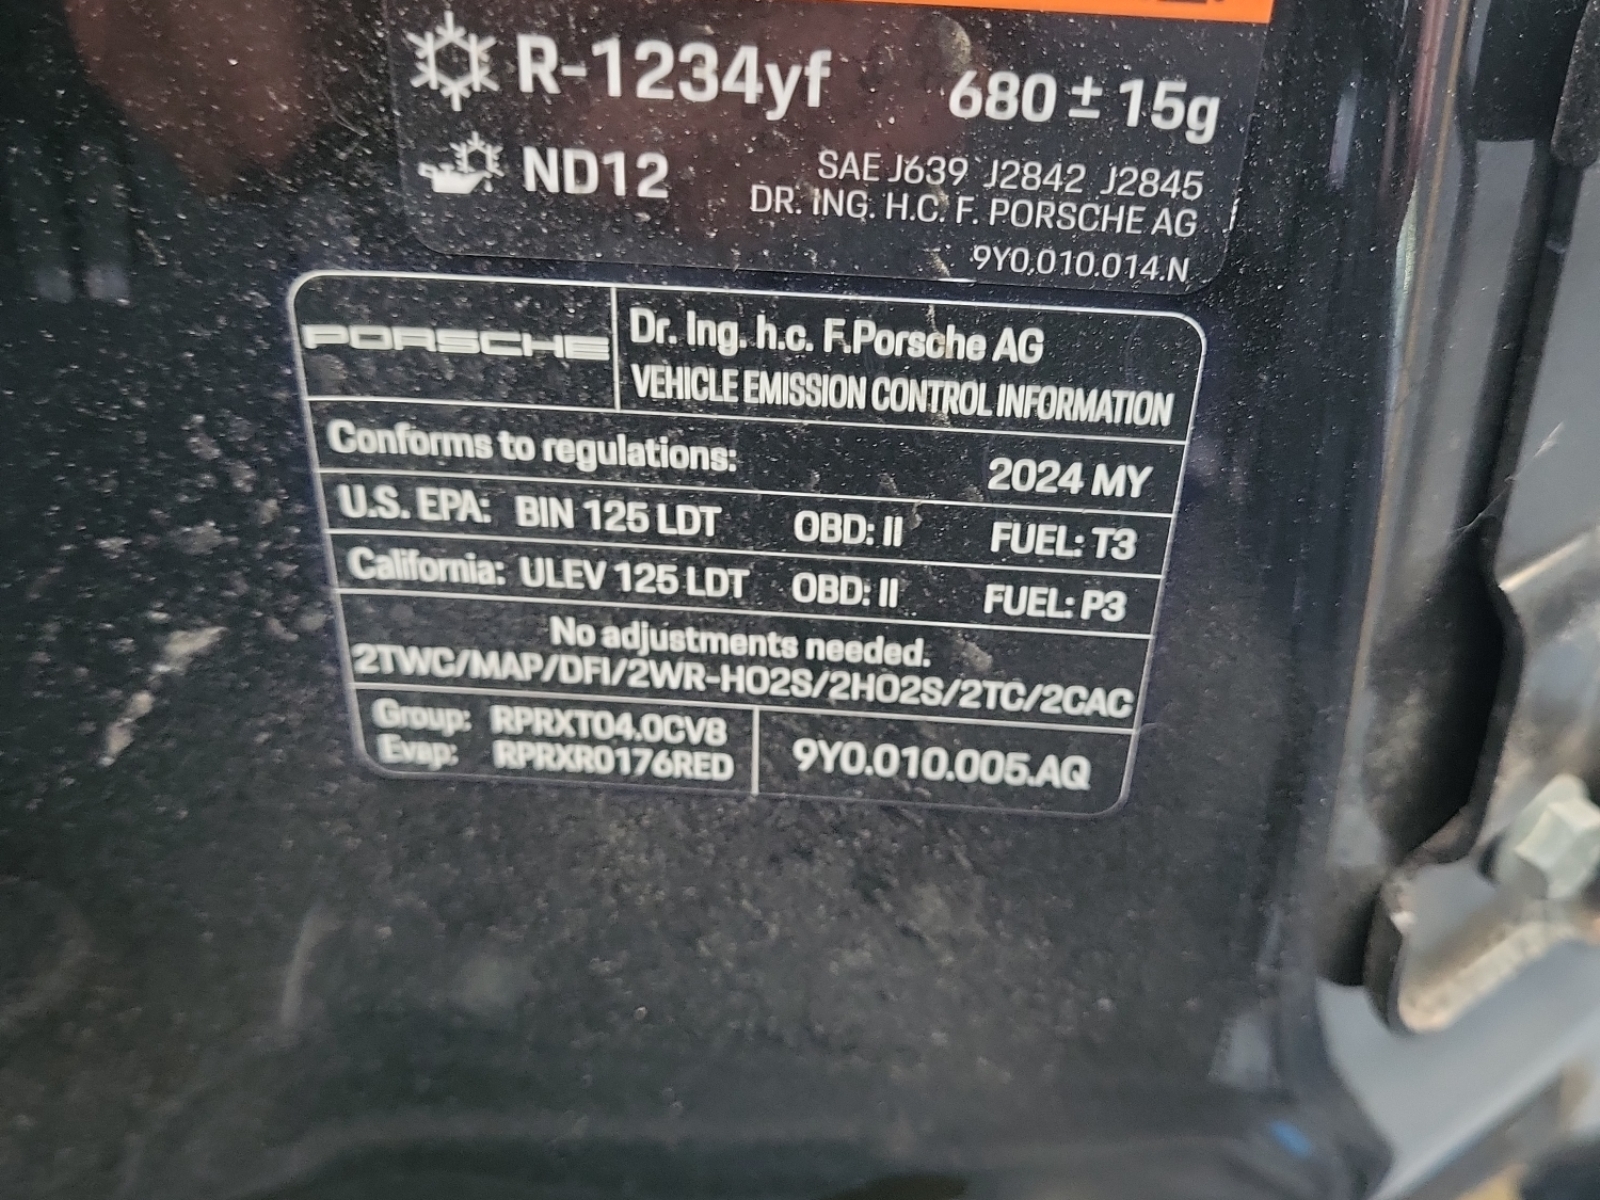 R-1234yf 680 ± 15g
ND12
SAE J639 J2842 J2845
DR. ING. H.C. F. PORSCHE AG
9Y0.010.014.N
PORSCHE
Dr. Ing. h.c. F.Porsche AG
VEHICLE EMISSION CONTROL INFORMATION
Conforms to regulations: 2024 MY
U.S. EPA: BIN 125 LDT OBD: II FUEL: T3
California: ULEV 125 LDT OBD: II FUEL: P3
No adjustments needed.
2TWC/MAP/DFI/2WR-HO2S/2HO2S/2TC/2CAC
Group: RPRXT04.0CV8
Evap: RPRXR0176RED
9Y0.010.005.AQ